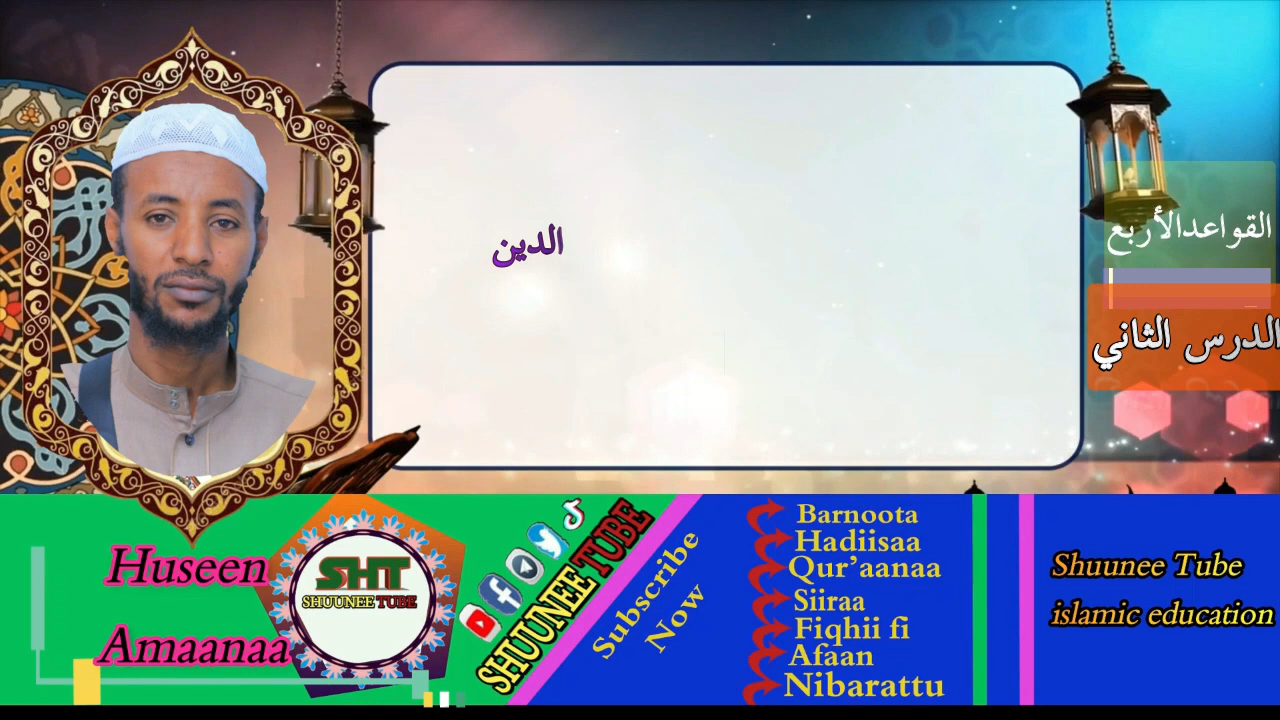 الدين
القواعدالأربع
الدرس الثاني
Huseen
Amaanaa
SHT
SHOUNEE TUBE
SHUUNEE TUBE
Subscribe
Now
Barnoota
Hadiisaa
Qur'aanaa
Siiraa
Fiqhii fi
Afaan
Nibarattu
Shuunee Tube
islamic education